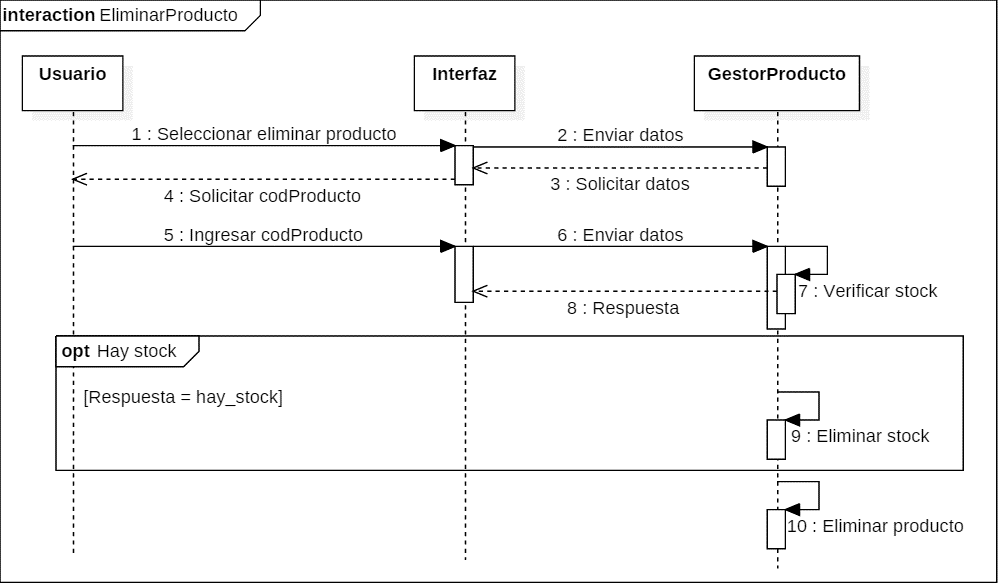 interaction EliminarProducto
Usuario
Interfaz
GestorProducto
1 : Seleccionar eliminar producto
2 : Enviar datos
3 : Solicitar datos
4 : Solicitar codProducto
5 : Ingresar codProducto
6 : Enviar datos
7 : Verificar stock
8 : Respuesta
opt Hay stock
[Respuesta = hay_stock]
9 : Eliminar stock
10 : Eliminar producto